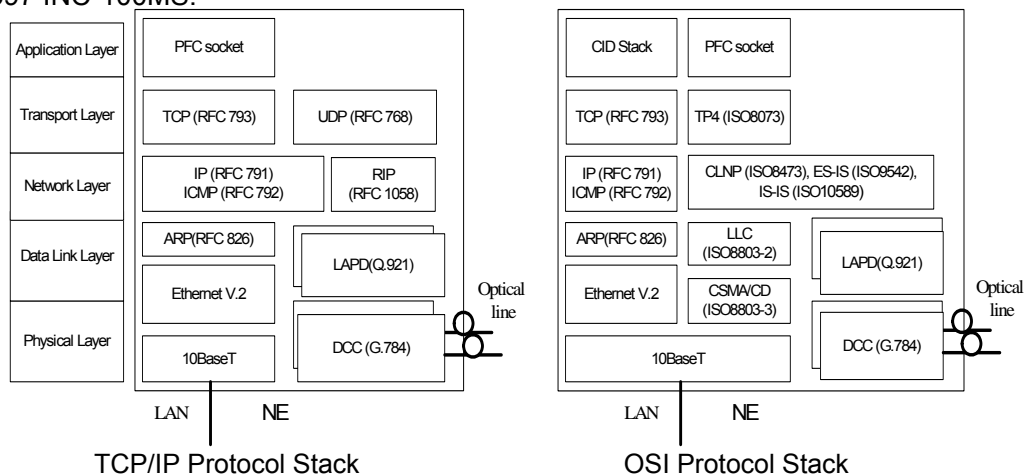 Application Layer
Transport Layer
Network Layer
Data Link Layer
Physical Layer
PFC socket
TCP (RFC 793)
UDP (RFC 768)
IP (RFC 791)
ICMP (RFC 792)
RIP
(RFC 1058)
ARP(RFC 826)
LAPD(Q.921)
Ethernet V.2
DCC (G.784)
10BaseT
Optical
line
LAN
NE
TCP/IP Protocol Stack
CID Stack
PFC socket
TCP (RFC 793)
TP4 (ISO8073)
IP (RFC 791)
ICMP (RFC 792)
CLNP (ISO8473), ES-IS (ISO9542),
IS-IS (ISO10589)
ARP(RFC 826)
LLC
(ISO8803-2)
LAPD(Q.921)
Ethernet V.2
CSMA/CD
(ISO8803-3)
DCC (G.784)
10BaseT
Optical
line
LAN
NE
OSI Protocol Stack